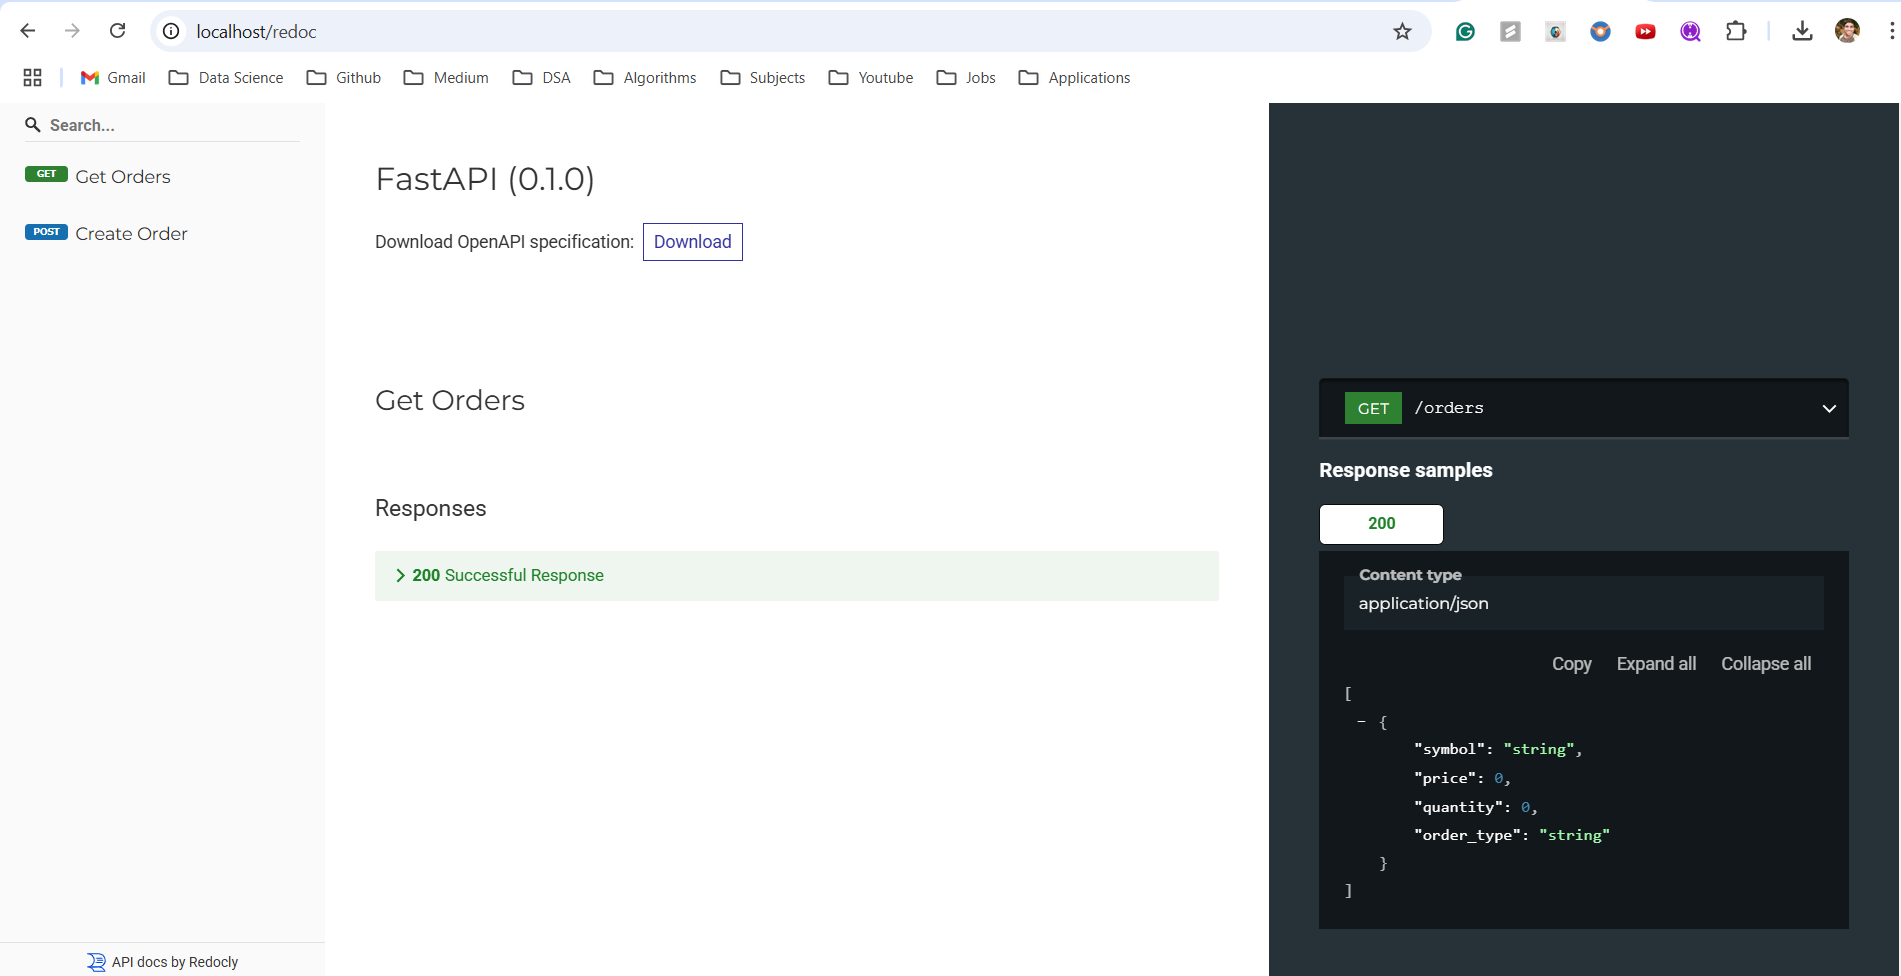 localhost/redoc
Gmail Data Science Github Medium DSA Algorithms Subjects Youtube Jobs Applications
Search...
GET Get Orders
POST Create Order
FastAPI (0.1.0)
Download OpenAPI specification: Download
Get Orders
Responses
200 Successful Response
API docs by Redocly
GET /orders
Response samples
200
Content type
application/json
Copy Expand all Collapse all
[
- {
"symbol": "string",
"price": 0,
"quantity": 0,
"order_type": "string"
}
]